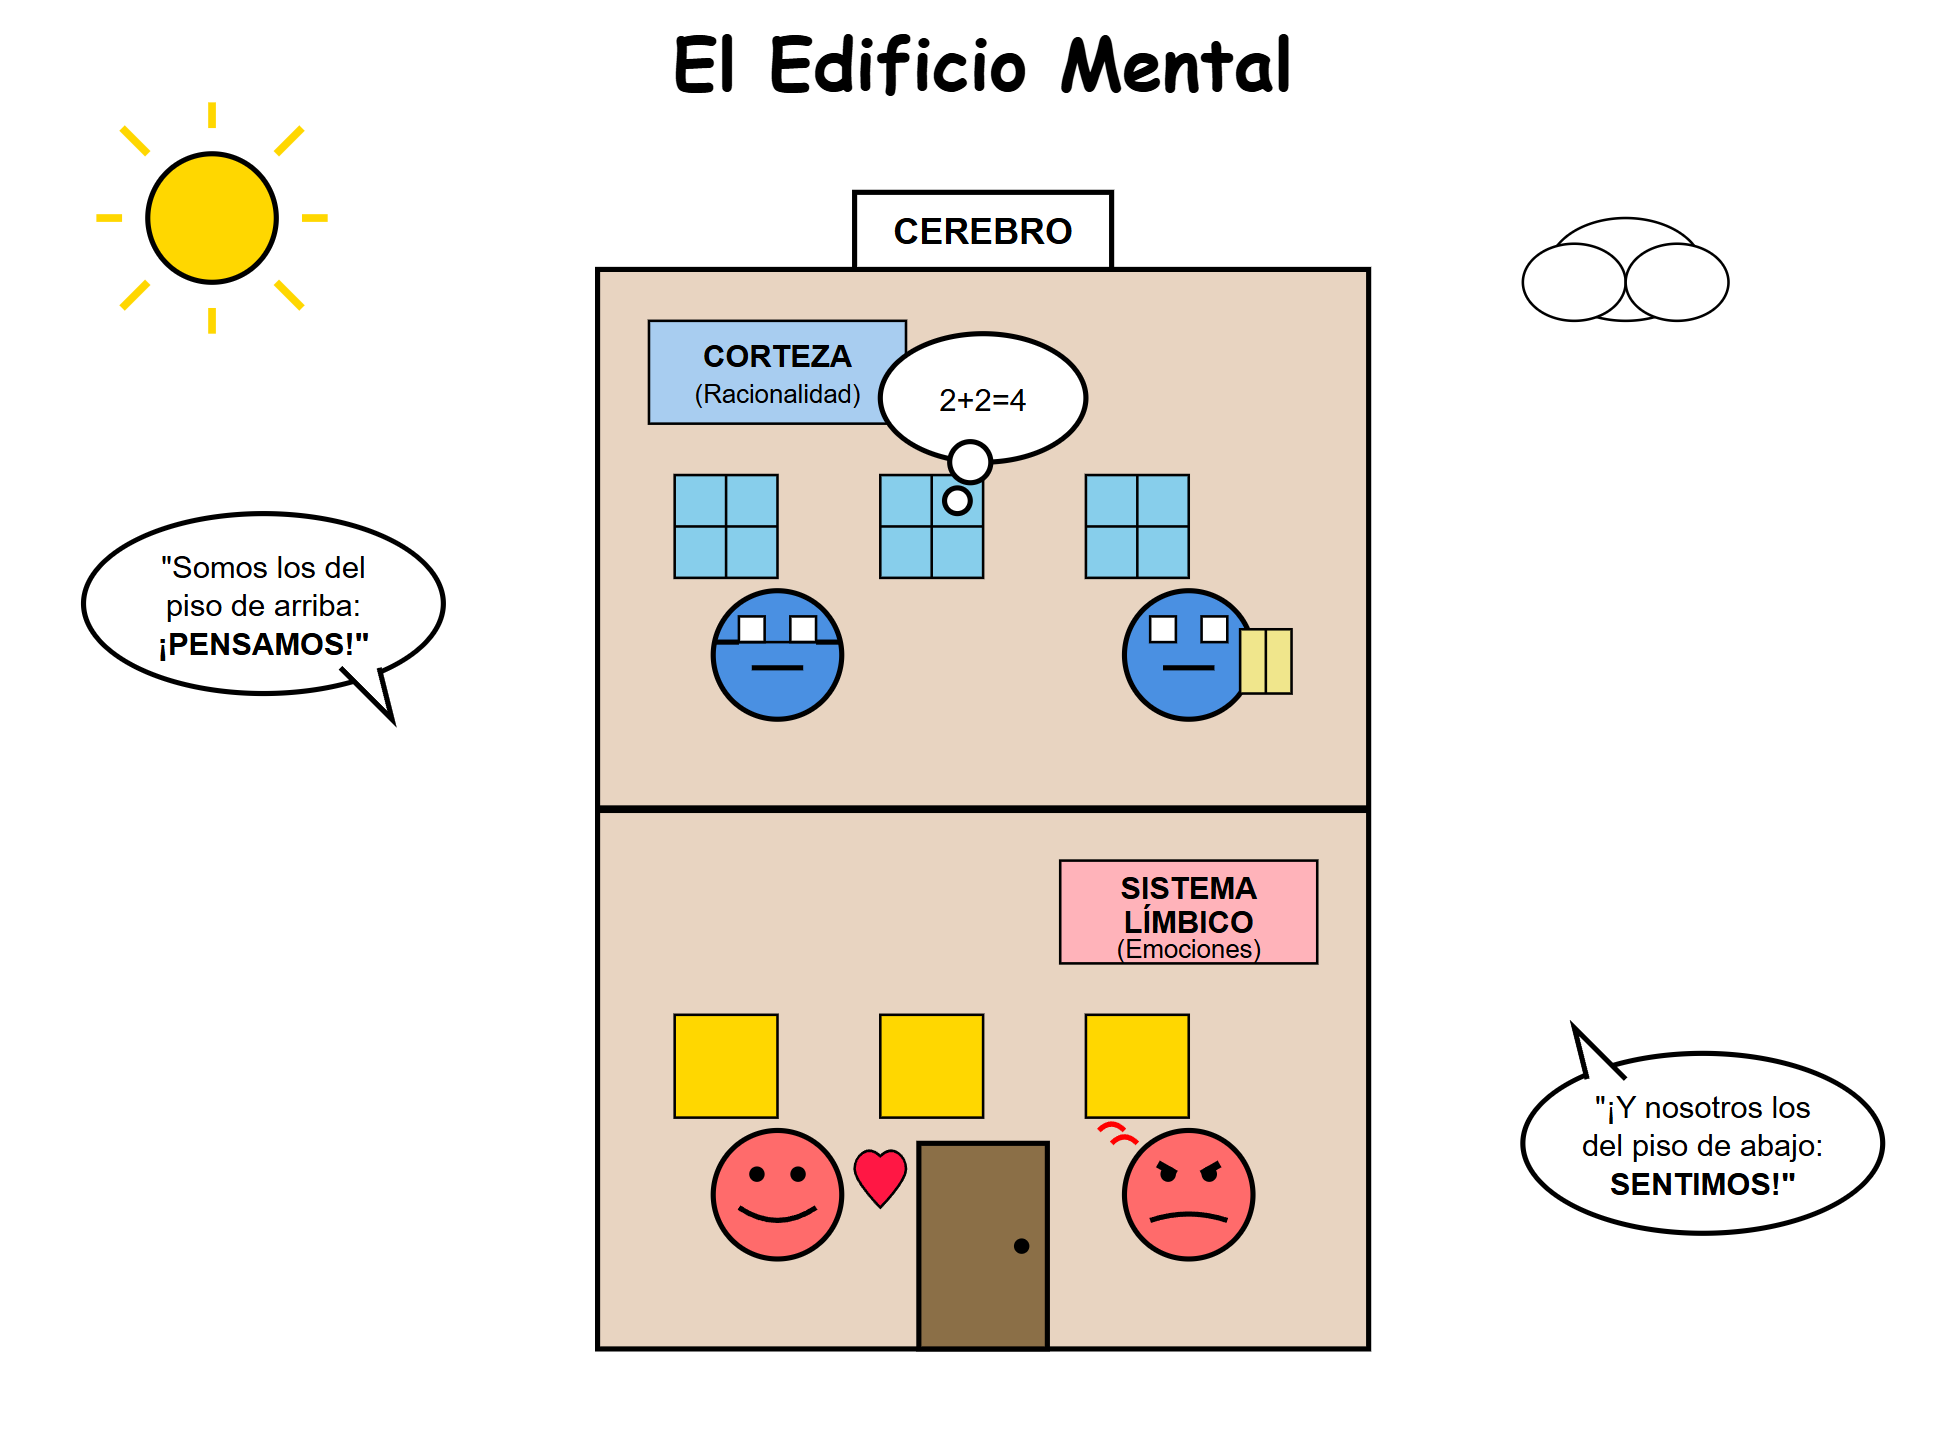 El Edificio Mental
CEREBRO
CORTEZA
(Racionalidad)
2+2=4
"Somos los del
piso de arriba:
¡PENSAMOS!"
SISTEMA
LÍMBICO
(Emociones)
"¡Y nosotros los
del piso de abajo:
SENTIMOS!"